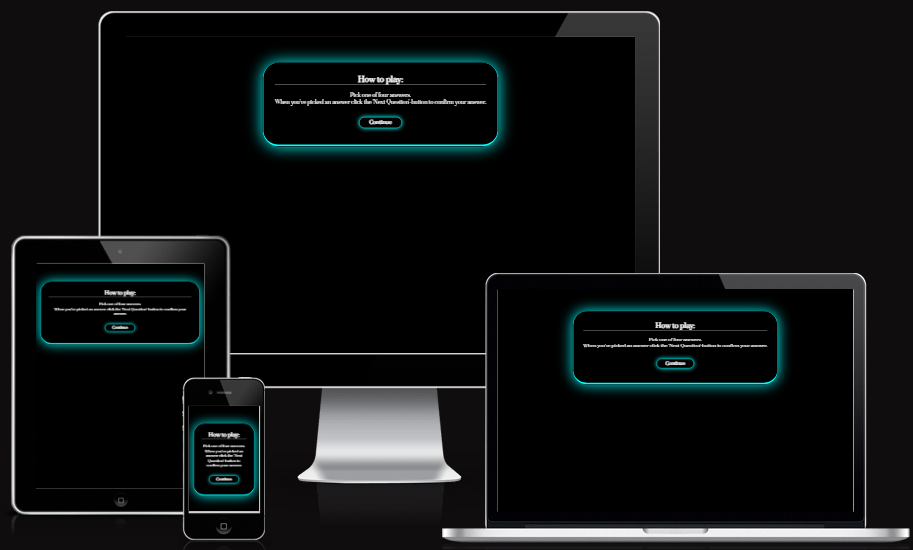 How to play:
Pick one of four answers.
When you've picked an answer click the 'Next Question'-button to confirm your answer.
Continue
How to play:
Pick one of four answers.
When you've picked an answer click the 'Next Question'-button to confirm your
answer.
Continue
How to play:
Pick one of four answers.
When you've picked an
answer click the 'Next
Question'-button to
confirm your answer.
Continue
How to play:
Pick one of four answers.
When you've picked an answer click the 'Next Question'-button to confirm your answer.
Continue